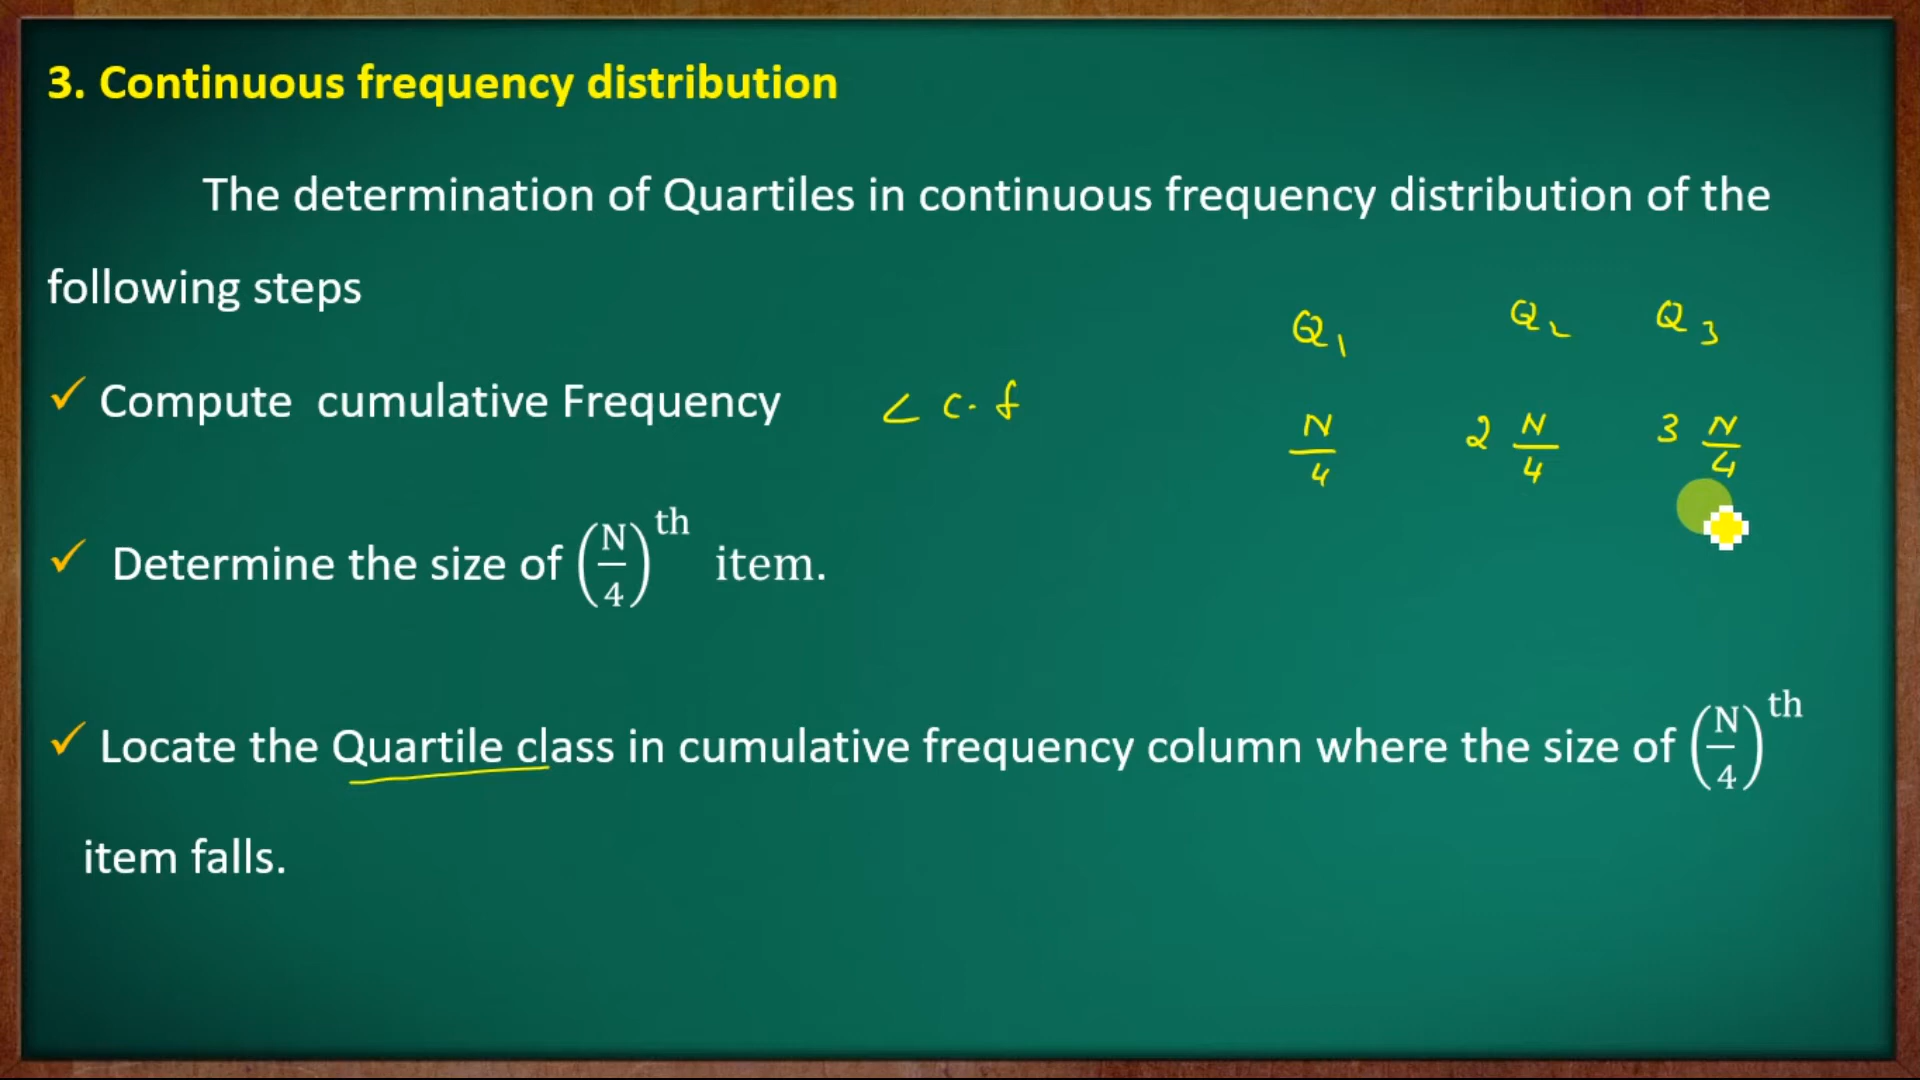 3. Continuous frequency distribution
The determination of Quartiles in continuous frequency distribution of the
following steps
Q1 Q2 Q3
✓ Compute cumulative Frequency < c.f
N/4 2 N/4 3 N/4
✓ Determine the size of (N/4)^th item.
✓ Locate the Quartile class in cumulative frequency column where the size of (N/4)^th
item falls.